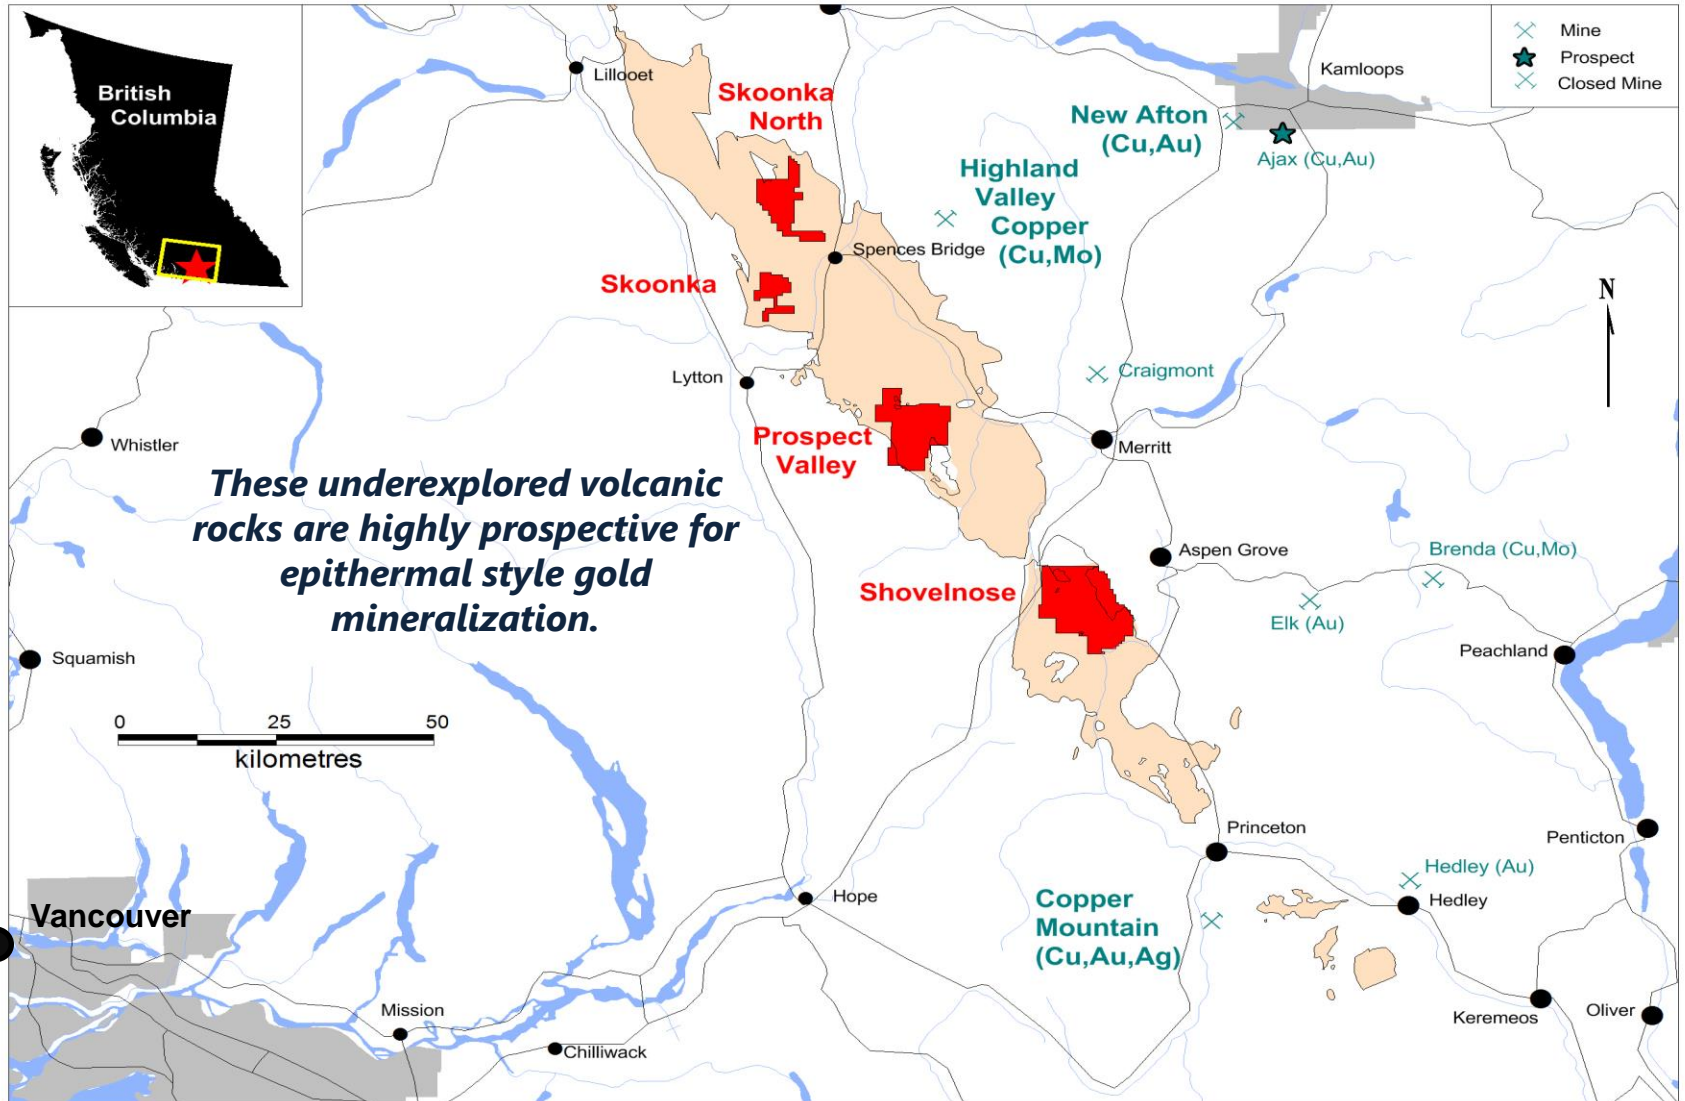 British
Columbia
Mine
Prospect
Closed Mine
Lillooet
Kamloops
Skoonka
North
New Afton
(Cu,Au)
Ajax (Cu,Au)
Highland
Valley
Copper
(Cu,Mo)
Spences Bridge
Skoonka
N
Lytton
Craigmont
Whistler
Prospect
Valley
Merritt
These underexplored volcanic
rocks are highly prospective for
epithermal style gold
mineralization.
Aspen Grove
Brenda (Cu,Mo)
Shovelnose
Elk (Au)
Peachland
Squamish
0 25 50
kilometres
Princeton
Penticton
Hedley (Au)
Hope
Copper
Mountain
(Cu,Au,Ag)
Hedley
Vancouver
Mission
Keremeos
Oliver
Chilliwack